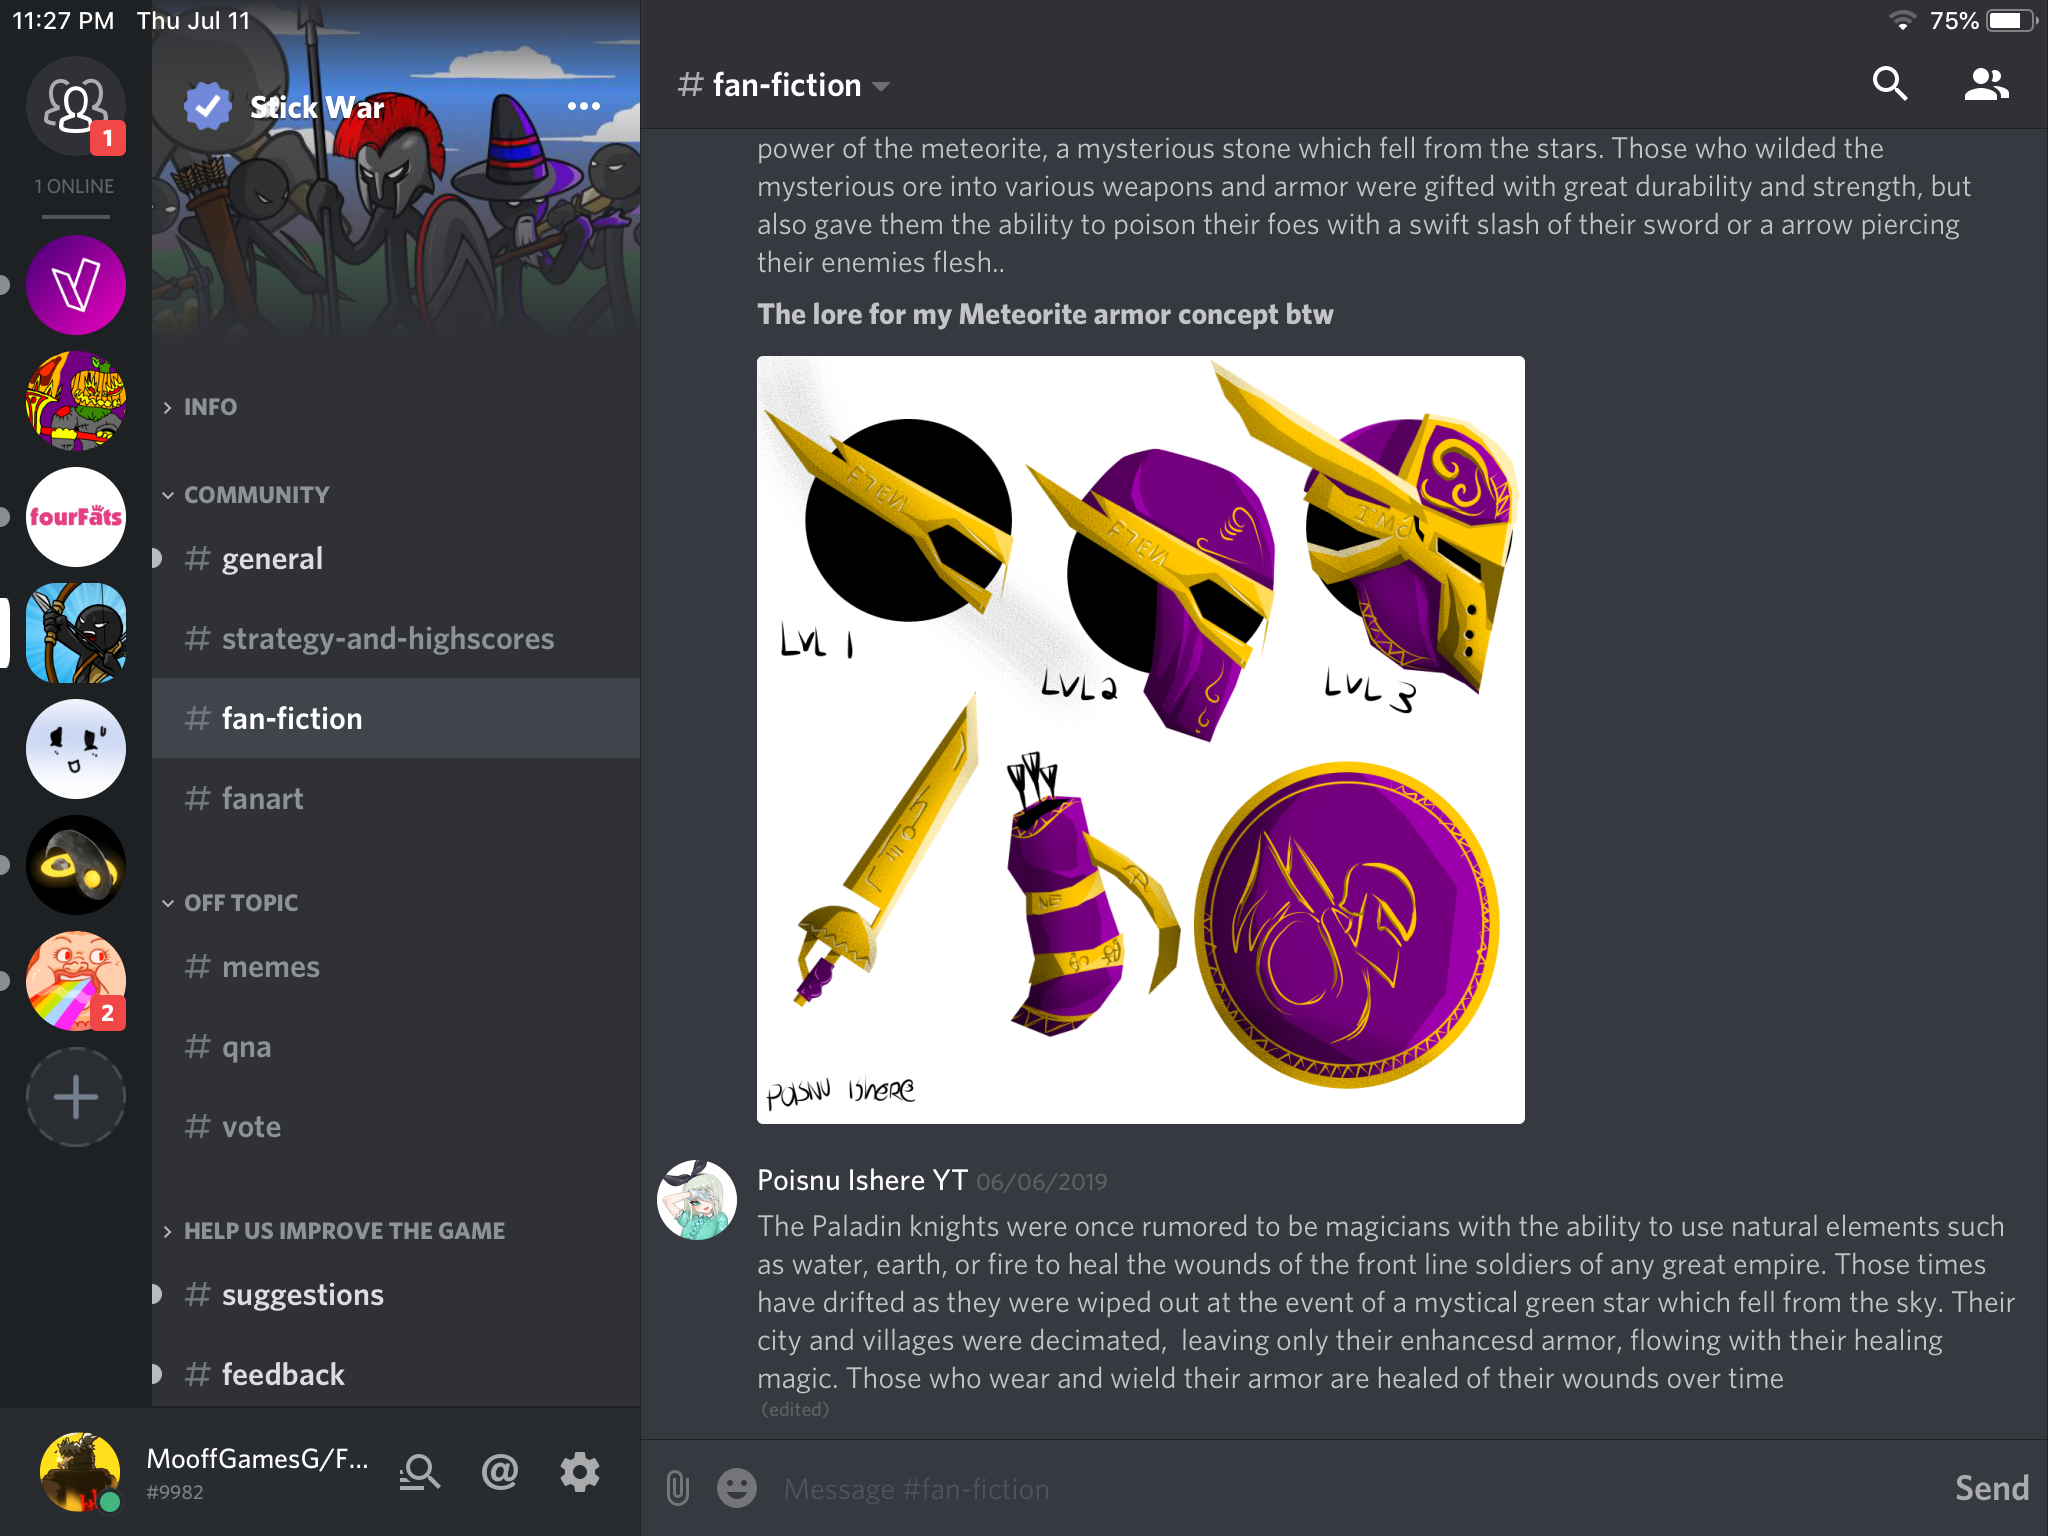 11:27 PM Thu Jul 11
75%
1
1 ONLINE
fourFats
2
Stick War
INFO
COMMUNITY
# general
# strategy-and-highscores
# fan-fiction
# fanart
OFF TOPIC
# memes
# qna
# vote
HELP US IMPROVE THE GAME
# suggestions
# feedback
MooffGamesG/F...
#9982
# fan-fiction
power of the meteorite, a mysterious stone which fell from the stars. Those who wilded the
mysterious ore into various weapons and armor were gifted with great durability and strength, but
also gave them the ability to poison their foes with a swift slash of their sword or a arrow piercing
their enemies flesh..
The lore for my Meteorite armor concept btw
LVL 1
LVL 2
LVL 3
POISNU IShERE
Poisnu Ishere YT 06/06/2019
The Paladin knights were once rumored to be magicians with the ability to use natural elements such
as water, earth, or fire to heal the wounds of the front line soldiers of any great empire. Those times
have drifted as they were wiped out at the event of a mystical green star which fell from the sky. Their
city and villages were decimated,  leaving only their enhancesd armor, flowing with their healing
magic. Those who wear and wield their armor are healed of their wounds over time
(edited)
Message #fan-fiction
Send